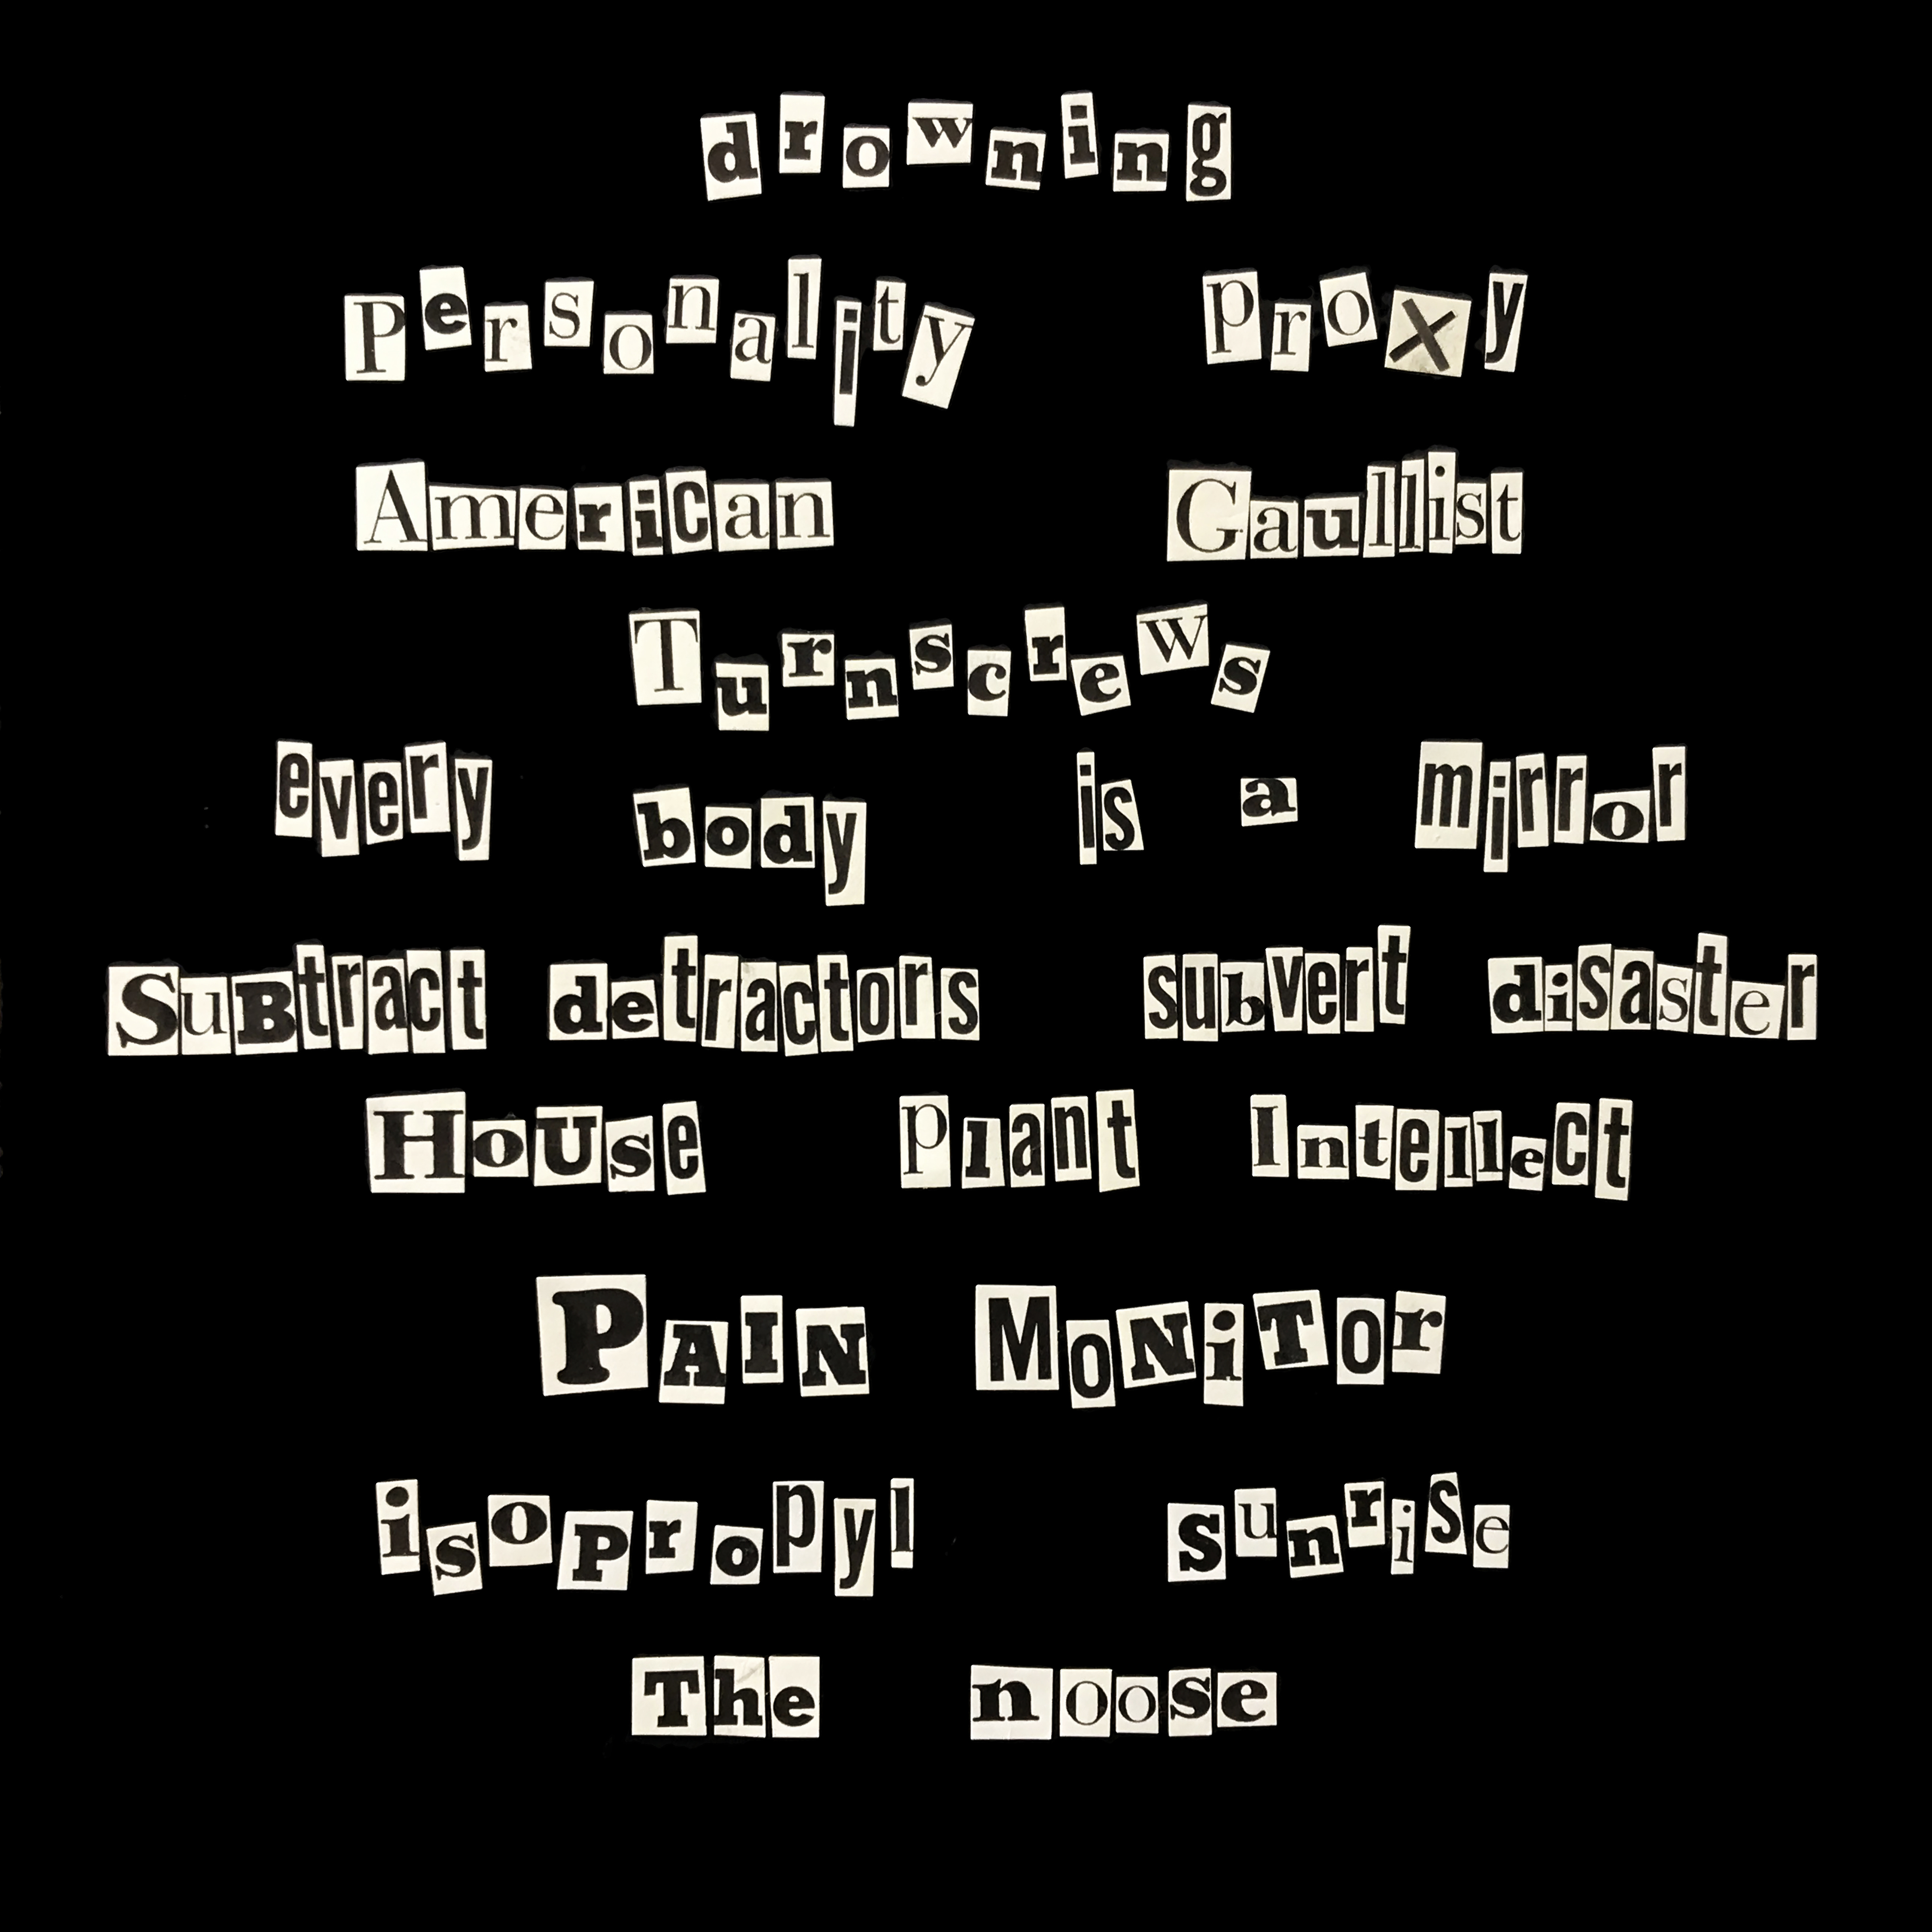 drowning
Personality proxy
American Gaullist
Turnscrews
every body is a mirror
SuBtract detractors subvert disaster
HoUse Plant Intellect
PAIN MoNiTor
isoPropyl sunriSe
The noose